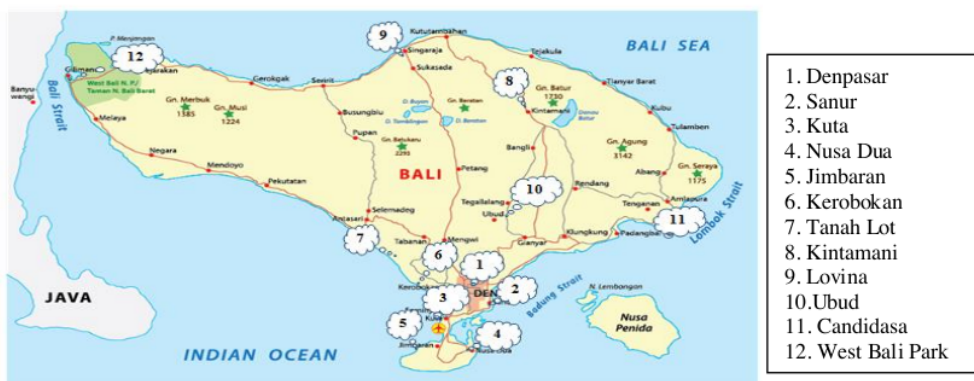 P. Menjangan
BALI SEA
12
9
Kubutambahan
Singaraja
Tejakula
Gilimanuk
Banyu-
wangi
West Bali N. P./
Taman N. Bali Barat
Bali Strait
Gerokgak
Seririt
Sukasada
8
Gn. Batur
1730
Tianyar Barat
Gn. Merbuk
1385
Gn. Musi
1224
Busungbiu
D. Buyan
D. Tamblingan
Gn. Beratan
D. Beratan
Kintamani
Danau
Batur
Kubu
Melaya
Pupan
Gn. Batukaru
2293
Tulamben
Negara
Mendoyo
BALI
Petang
Bangli
Gn. Agung
3142
Abang
Gn. Seraya
1175
Pekutatan
10
Rendang
Tegallalang
Ubud
Tenganan
Amlapura
Selemadeg
Antasari
11
Lombok Strait
7
Tabanan
Mengwi
Gianyar
Klungkung
Padangba
6
1
Kerobokan
DEN
2
Badung Strait
N. Lembongan
JAVA
3
Kuta
Nusa
Penida
5
4
Jimbaran
Nusa Dua
INDIAN OCEAN
1. Denpasar
2. Sanur
3. Kuta
4. Nusa Dua
5. Jimbaran
6. Kerobokan
7. Tanah Lot
8. Kintamani
9. Lovina
10.Ubud
11. Candidasa
12. West Bali Park